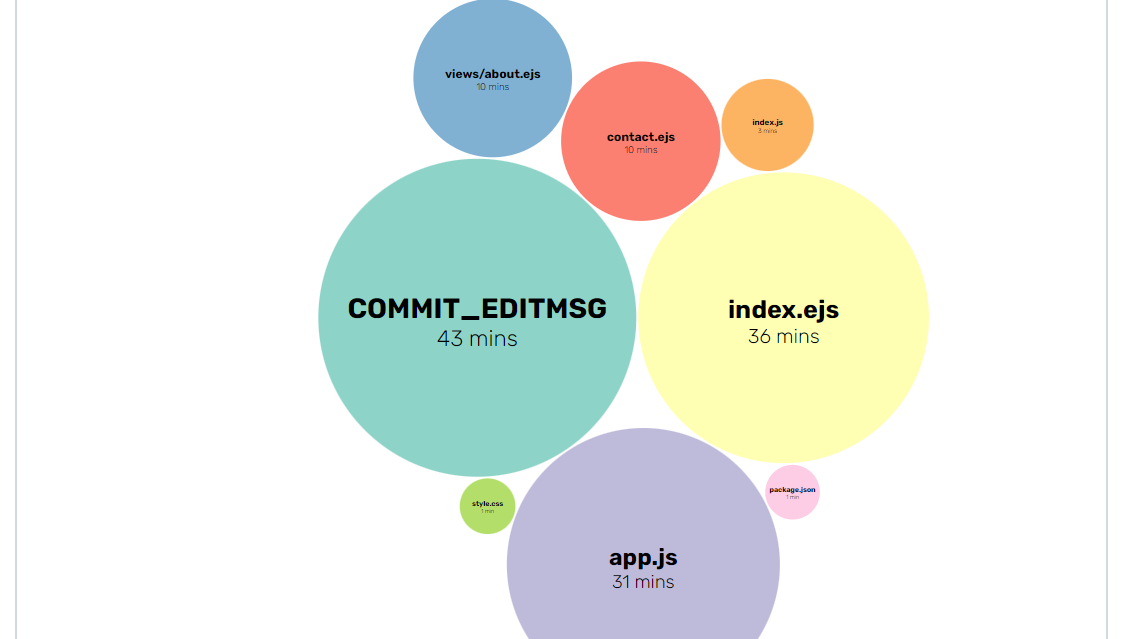 views/about.ejs
10 mins
contact.ejs
10 mins
index.js
3 mins
COMMIT_EDITMSG
43 mins
index.ejs
36 mins
style.css
1 min
package.json
1 min
app.js
31 mins